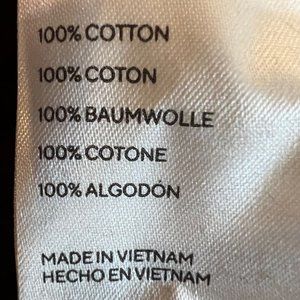 100% COTTON
100% COTON
100% BAUMWOLLE
100% COTONE
100% ALGODÓN
MADE IN VIETNAM
HECHO EN VIETNAM